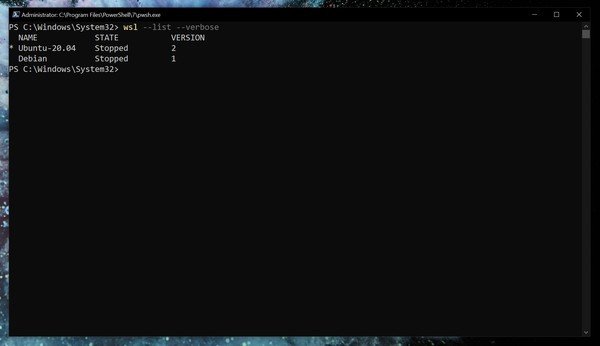 Administrator: C:\Program Files\PowerShell\7\pwsh.exe
PS C:\Windows\System32> wsl --list --verbose
  NAME            STATE           VERSION
* Ubuntu-20.04    Stopped         2
  Debian          Stopped         1
PS C:\Windows\System32>